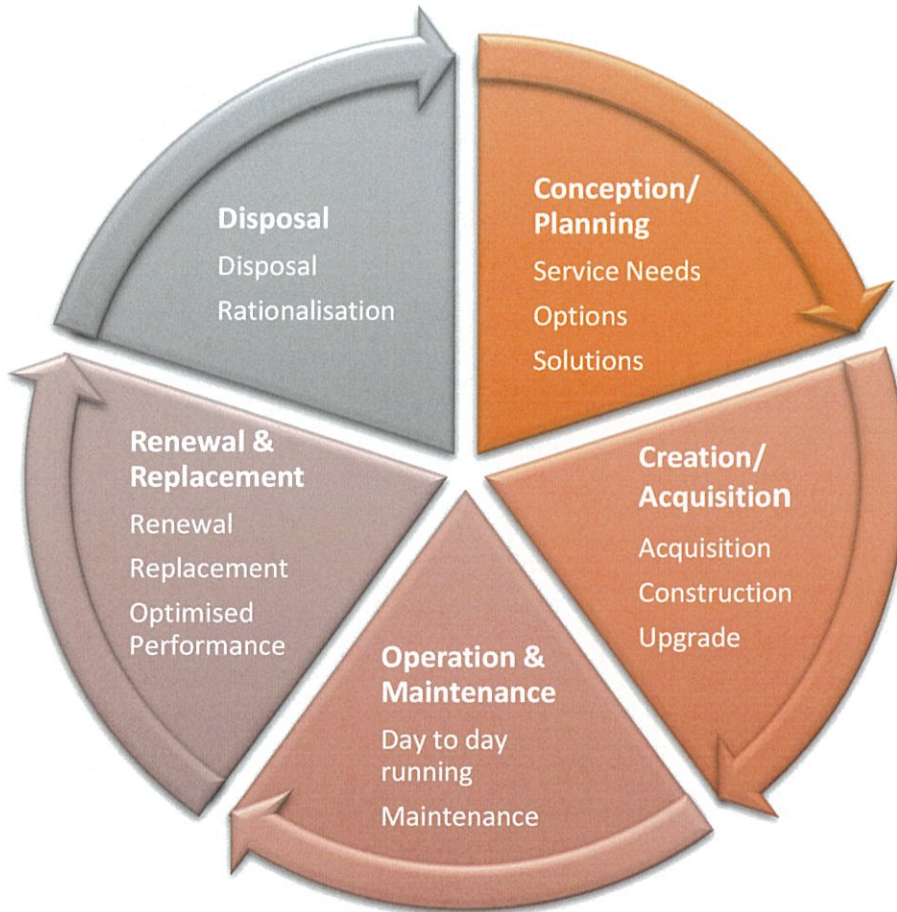 Conception/
Planning
Service Needs
Options
Solutions
Creation/
Acquisition
Acquisition
Construction
Upgrade
Operation &
Maintenance
Day to day
running
Maintenance
Renewal &
Replacement
Renewal
Replacement
Optimised
Performance
Disposal
Disposal
Rationalisation